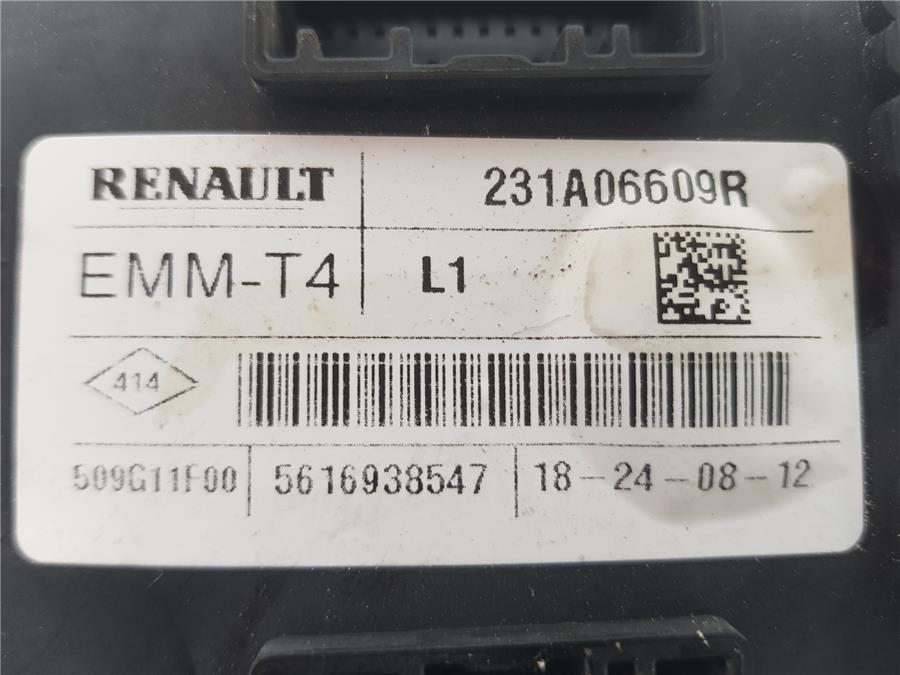 RENAULT 231A06609R
EMM-T4 L1
414
509G11F00 5616938547 18-24-08-12